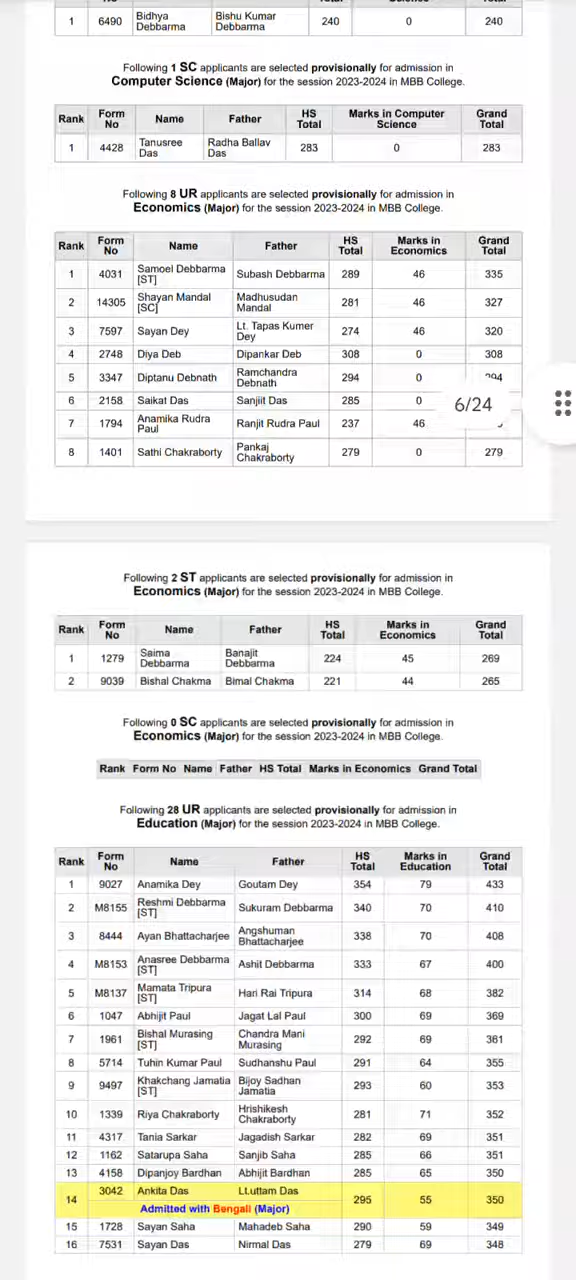 1 6490 Bidhya Debbarma Bishu Kumar Debbarma 240 0 240
Following 1 SC applicants are selected provisionally for admission in
Computer Science (Major) for the session 2023-2024 in MBB College.
Rank Form No Name Father HS Total Marks in Computer Science Grand Total
1 4428 Tanusree Das Radha Ballav Das 283 0 283
Following 8 UR applicants are selected provisionally for admission in
Economics (Major) for the session 2023-2024 in MBB College.
Rank Form No Name Father HS Total Marks in Economics Grand Total
1 4031 Samoel Debbarma [ST] Subash Debbarma 289 46 335
2 14305 Shayan Mandal [SC] Madhusudan Mandal 281 46 327
3 7597 Sayan Dey Lt. Tapas Kumer Dey 274 46 320
4 2748 Diya Deb Dipankar Deb 308 0 308
5 3347 Diptanu Debnath Ramchandra Debnath 294 0
6 2158 Saikat Das Sanjiit Das 285 0
6/24
7 1794 Anamika Rudra Paul Ranjit Rudra Paul 237 46
8 1401 Sathi Chakraborty Pankaj Chakraborty 279 0 279
Following 2 ST applicants are selected provisionally for admission in
Economics (Major) for the session 2023-2024 in MBB College.
Rank Form No Name Father HS Total Marks in Economics Grand Total
1 1279 Saima Debbarma Banajit Debbarma 224 45 269
2 9039 Bishal Chakma Bimal Chakma 221 44 265
Following 0 SC applicants are selected provisionally for admission in
Economics (Major) for the session 2023-2024 in MBB College.
Rank Form No Name Father HS Total Marks in Economics Grand Total
Following 28 UR applicants are selected provisionally for admission in
Education (Major) for the session 2023-2024 in MBB College.
Rank Form No Name Father HS Total Marks in Education Grand Total
1 9027 Anamika Dey Goutam Dey 354 79 433
2 M8155 Reshmi Debbarma [ST] Sukuram Debbarma 340 70 410
3 8444 Ayan Bhattacharjee Angshuman Bhattacharjee 338 70 408
4 M8153 Anasree Debbarma [ST] Ashit Debbarma 333 67 400
5 M8137 Mamata Tripura [ST] Hari Rai Tripura 314 68 382
6 1047 Abhijit Paul Jagat Lal Paul 300 69 369
7 1961 Bishal Murasing [ST] Chandra Mani Murasing 292 69 361
8 5714 Tuhin Kumar Paul Sudhanshu Paul 291 64 355
9 9497 Khakchang Jamatia [ST] Bijoy Sadhan Jamatia 293 60 353
10 1339 Riya Chakraborty Hrishikesh Chakraborty 281 71 352
11 4317 Tania Sarkar Jagadish Sarkar 282 69 351
12 1162 Satarupa Saha Sanjib Saha 285 66 351
13 4158 Dipanjoy Bardhan Abhijit Bardhan 285 65 350
14 3042 Ankita Das Lt.uttam Das 295 55 350
Admitted with Bengali (Major)
15 1728 Sayan Saha Mahadeb Saha 290 59 349
16 7531 Sayan Das Nirmal Das 279 69 348